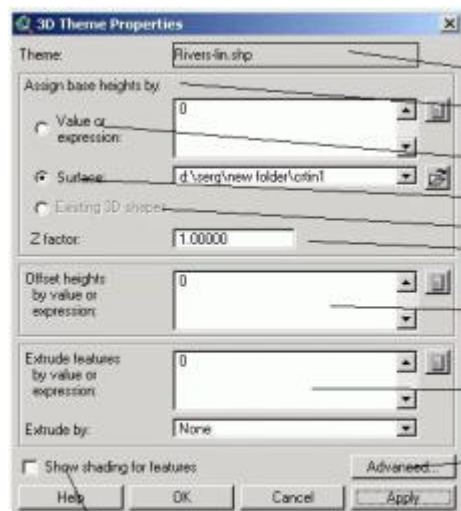 3D Theme Properties
Theme: Rivers-lin.shp
Assign base heights by:
Value or expression: 0
Surface: d:\serg\new folder\crtin1
Existing 3D shapes
Z factor: 1.00000
Offset heights by value or expression: 0
Extrude features by value or expression: 0
Extrude by: None
Show shading for features
Advanced...
Help OK Cancel Apply